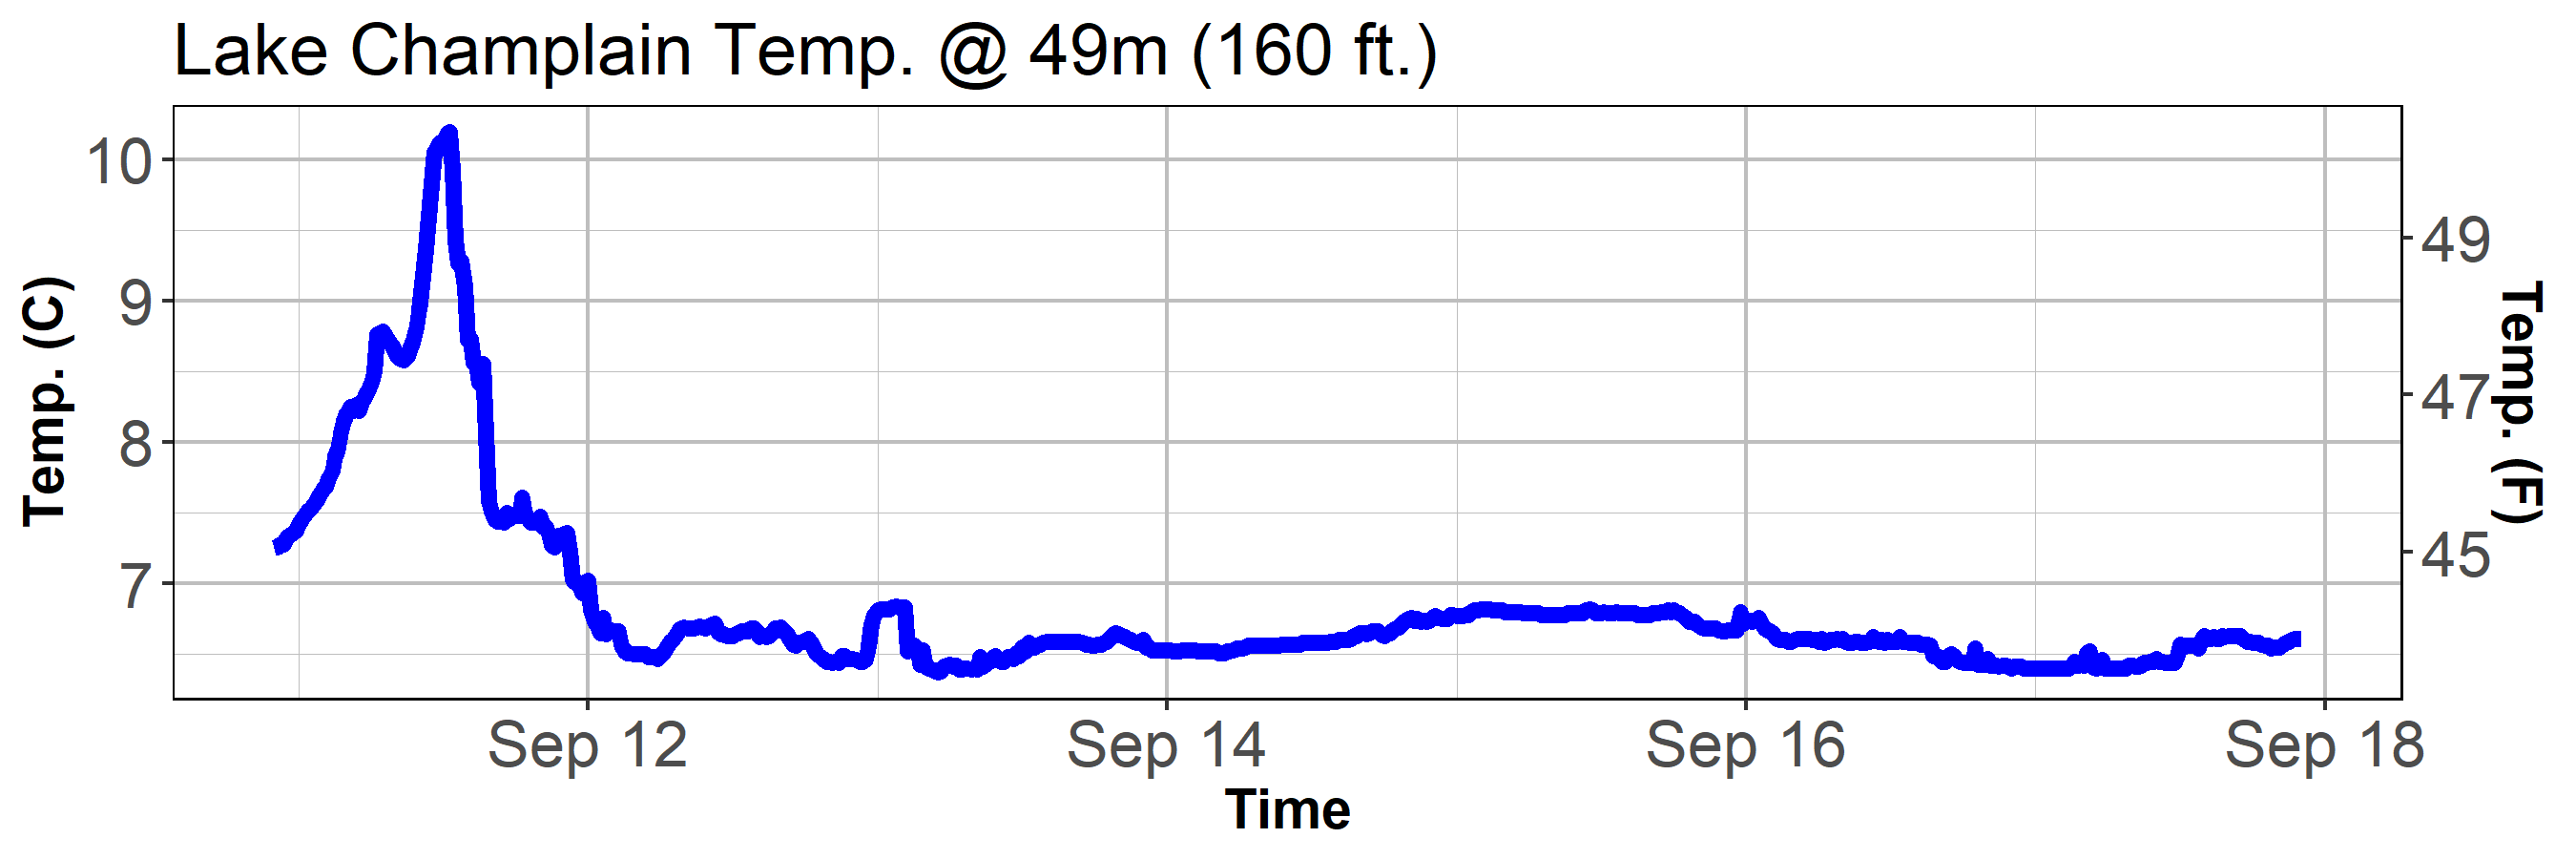 Lake Champlain Temp. @ 49m (160 ft.)
Temp. (C)
10
9
8
7
49
47
45
Temp. (F)
Sep 12
Sep 14
Sep 16
Sep 18
Time